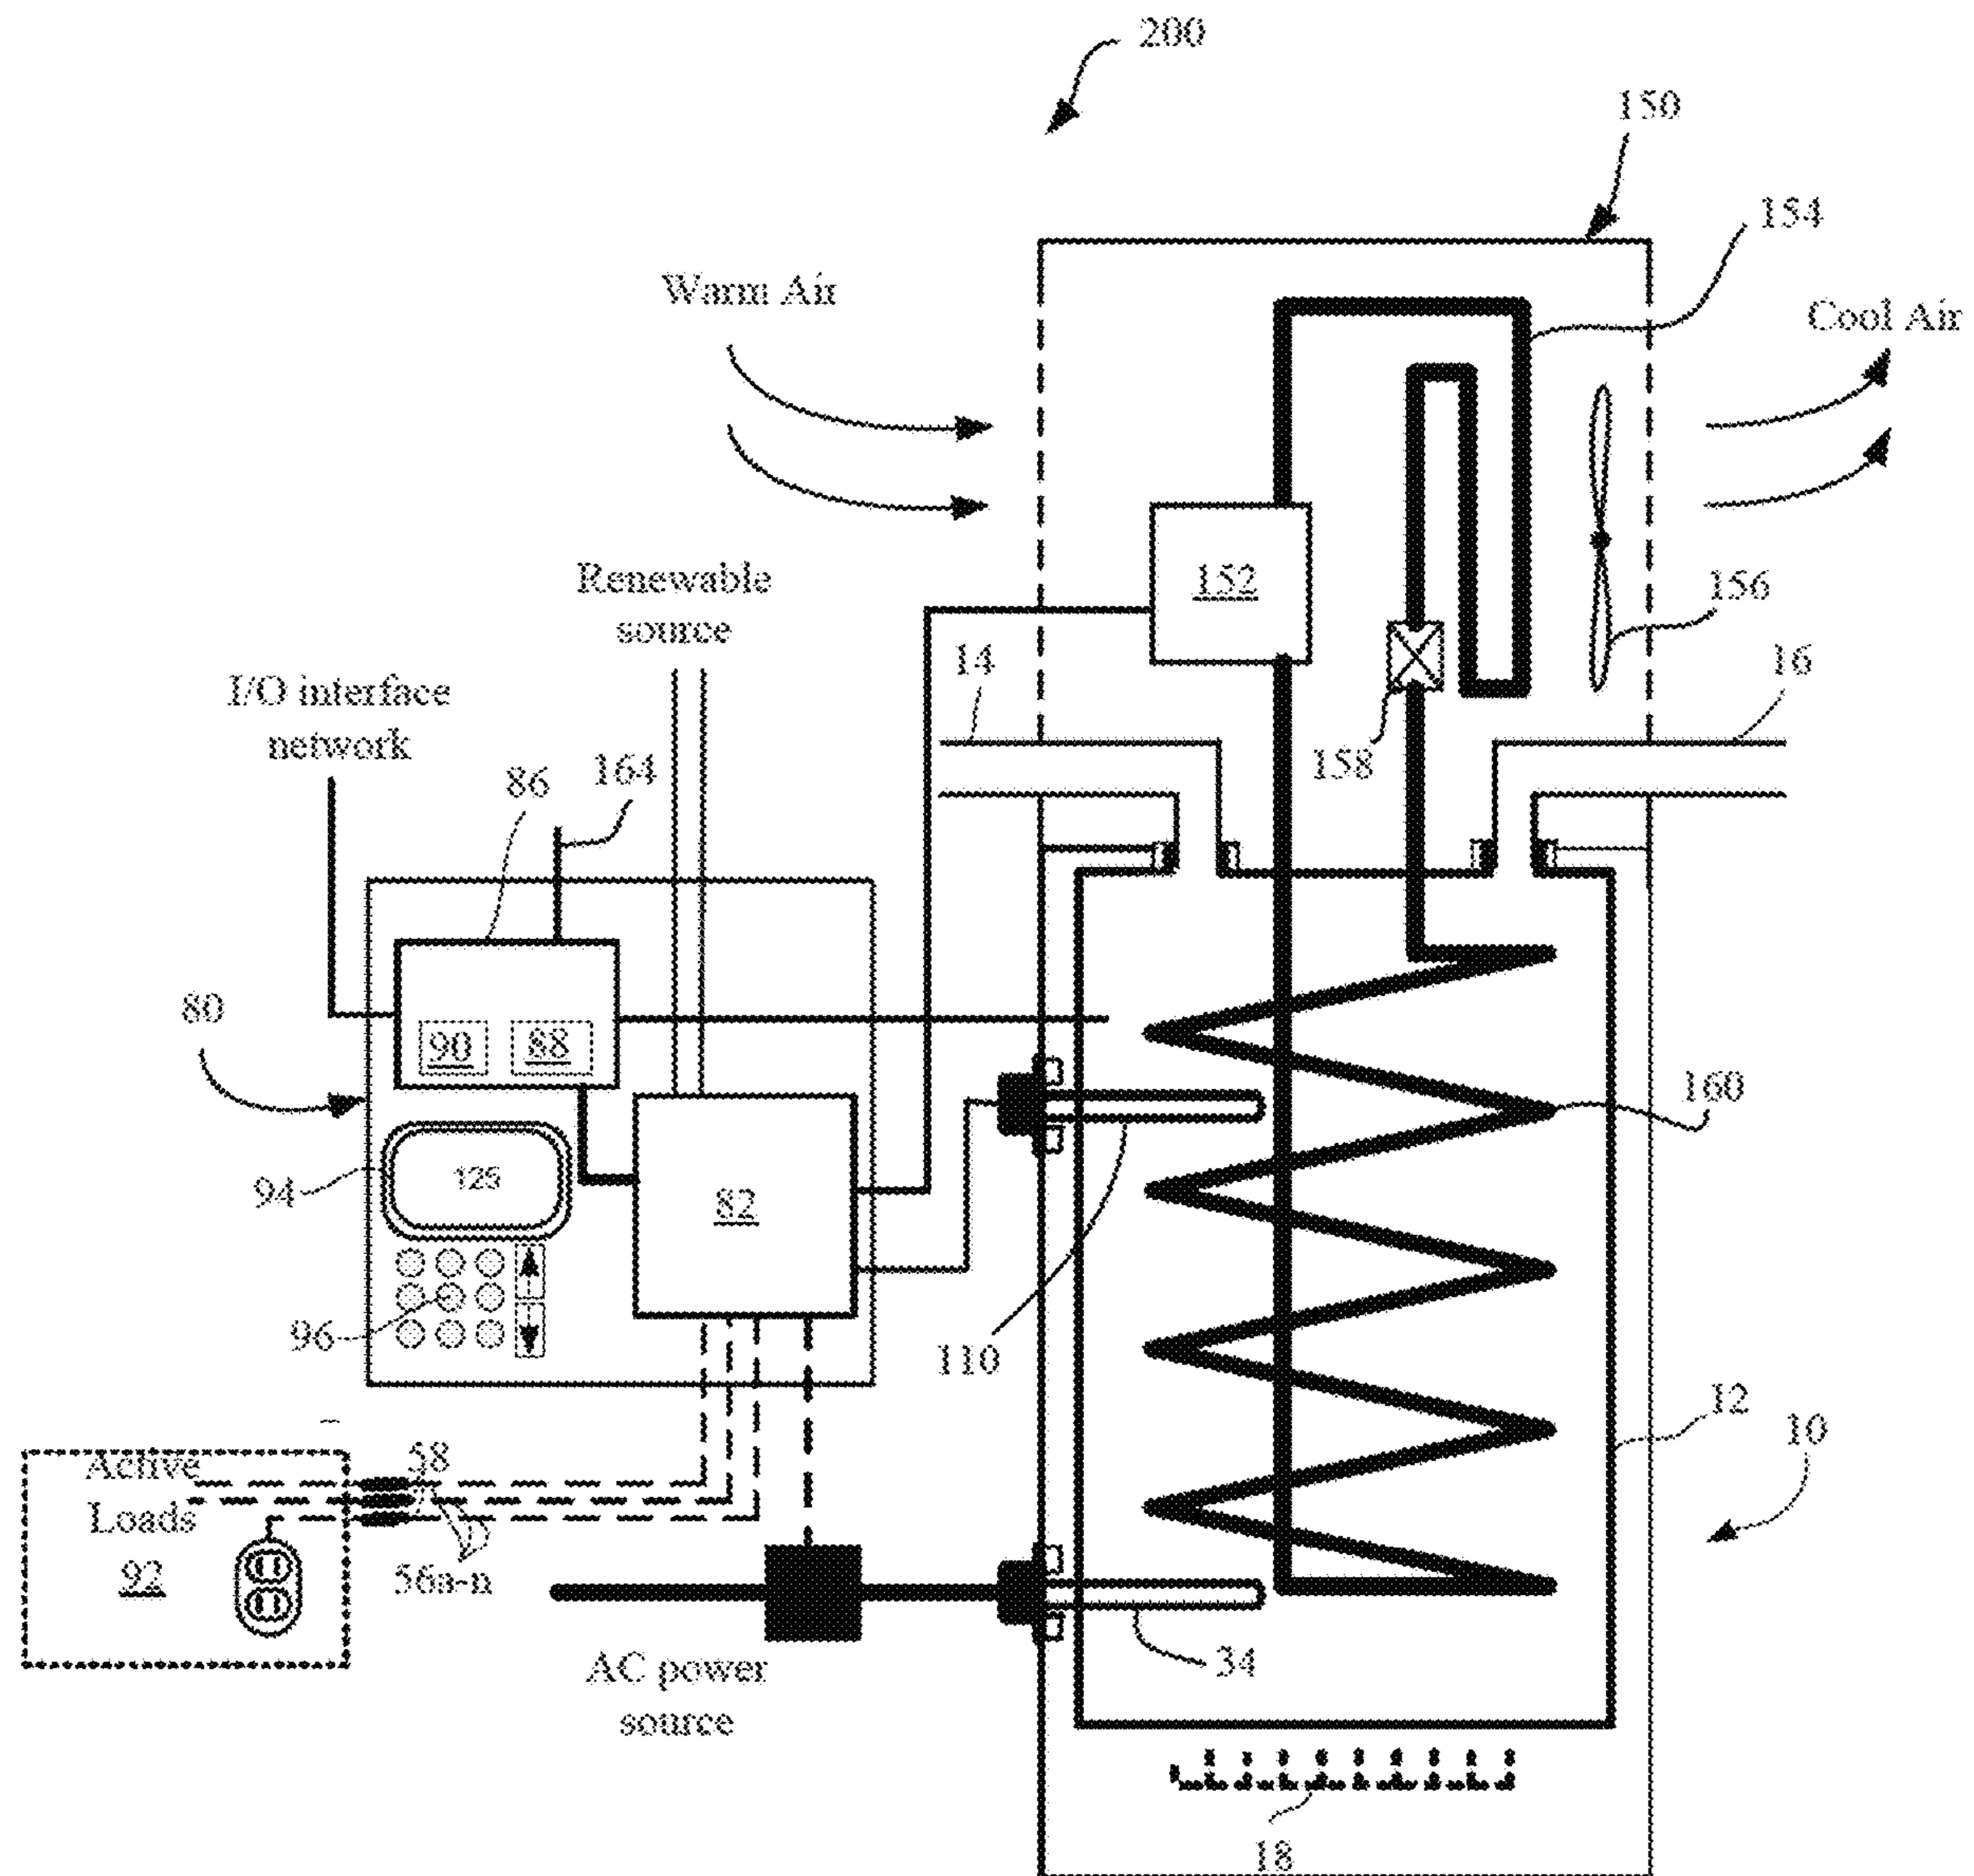 200
150
154
Warm Air
Cool Air
Renewable
source
152
156
14
16
I/O interface
network
158
86
164
80
90
88
160
94
125
82
96
110
12
10
Active
58
Loads
92
56a-n
34
AC power
source
18